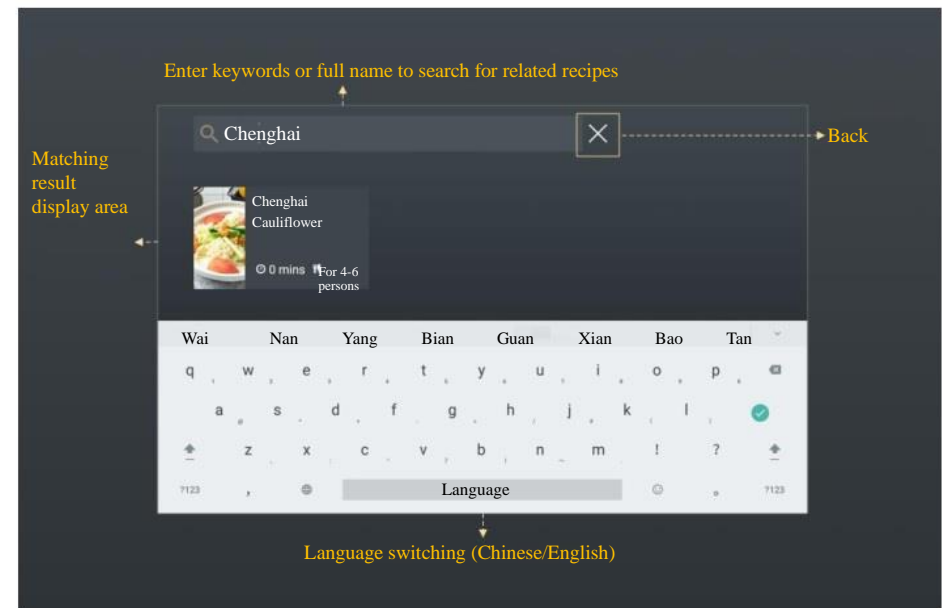 Enter keywords or full name to search for related recipes
Chenghai
Back
Matching
result
display area
Chenghai
Cauliflower
0 mins
For 4-6
persons
Wai Nan Yang Bian Guan Xian Bao Tan
q w e r t y u i o p
a s d f g h j k l
z x c v b n m ! ?
?123 , Language 。 ?123
Language switching (Chinese/English)